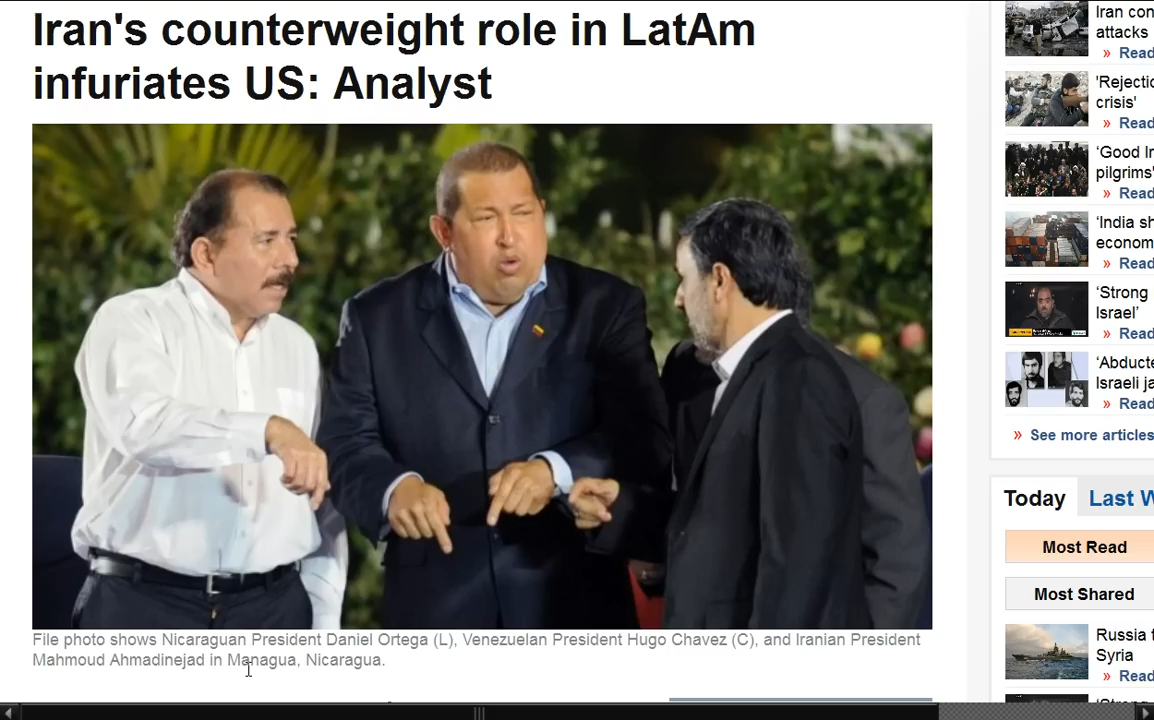 Iran's counterweight role in LatAm
infuriates US: Analyst
File photo shows Nicaraguan President Daniel Ortega (L), Venezuelan President Hugo Chavez (C), and Iranian President
Mahmoud Ahmadinejad in Managua, Nicaragua.
Iran con
attacks
» Read
'Rejectio
crisis'
» Read
‘Good Ir
pilgrims'
» Read
‘India sh
econom
» Read
‘Strong
Israel’
» Read
‘Abducte
Israeli ja
» Read
» See more articles
Today Last W
Most Read
Most Shared
Russia t
Syria
» Read
‘Strong